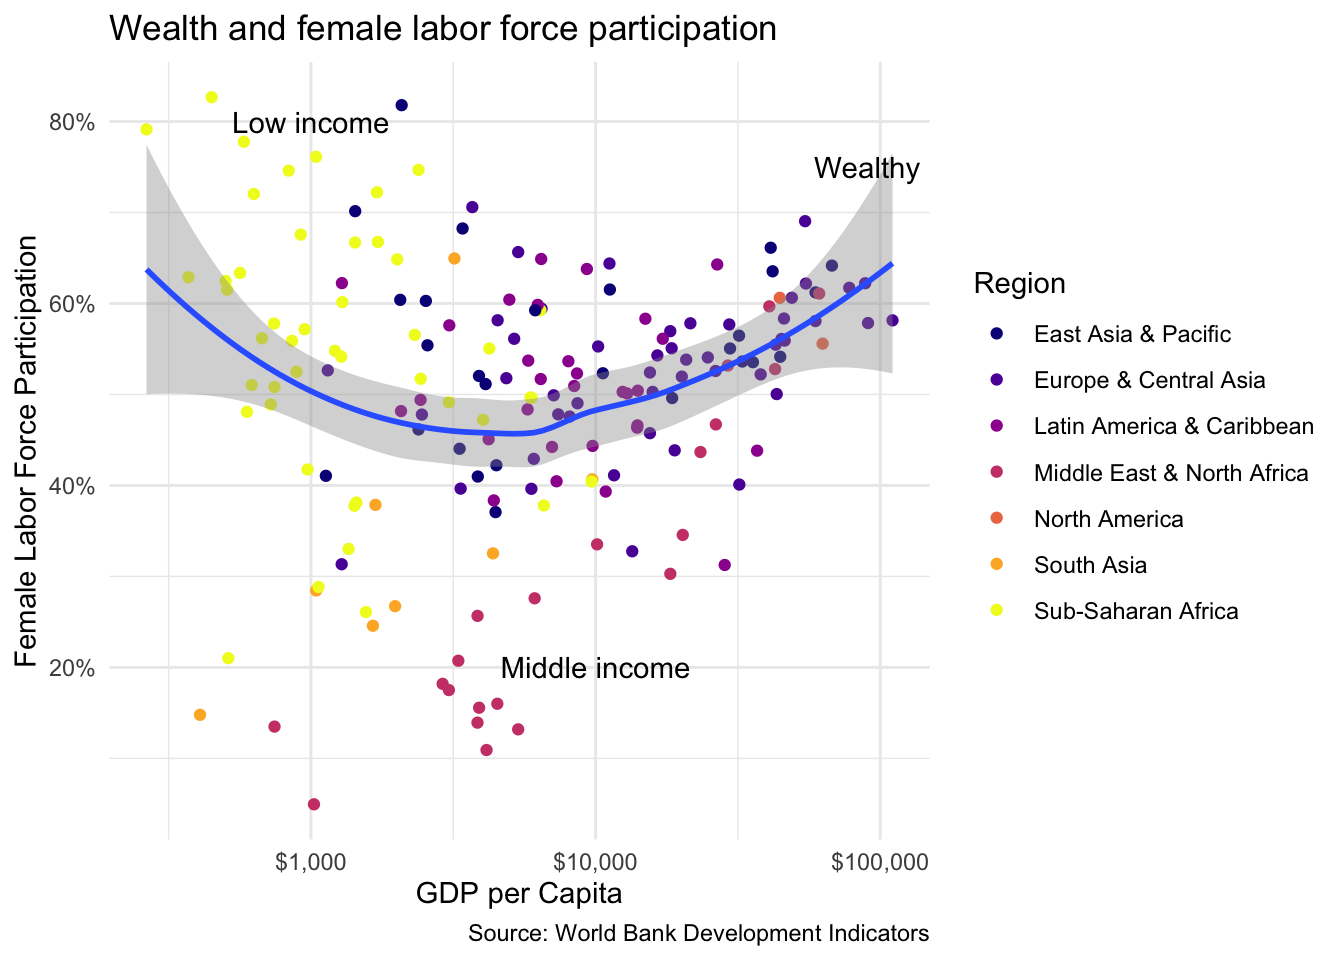 Wealth and female labor force participation
Low income
Wealthy
Middle income
80%
60%
40%
20%
Female Labor Force Participation
$1,000
$10,000
$100,000
GDP per Capita
Source: World Bank Development Indicators
Region
East Asia & Pacific
Europe & Central Asia
Latin America & Caribbean
Middle East & North Africa
North America
South Asia
Sub-Saharan Africa